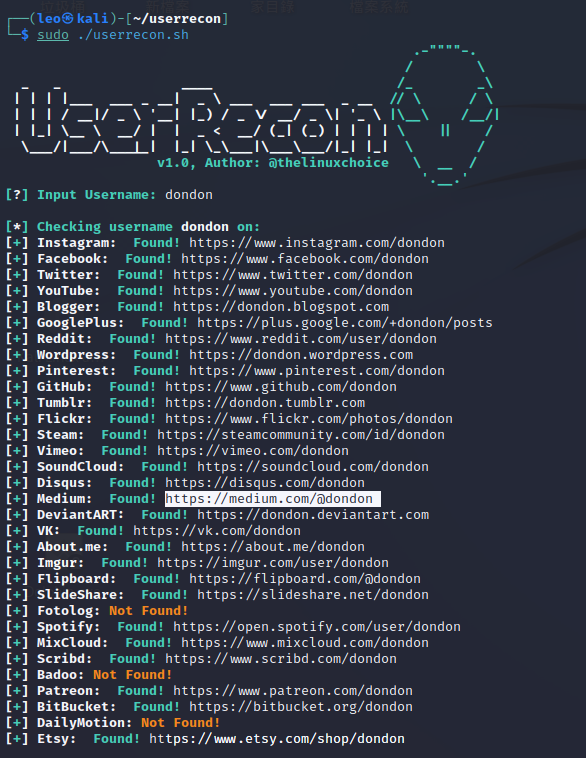 (leo㉿kali)-[~/userrecon]
$ sudo ./userrecon.sh
UserRecon
v1.0, Author: @thelinuxchoice
[?] Input Username: dondon
[*] Checking username dondon on:
[+] Instagram: Found! https://www.instagram.com/dondon
[+] Facebook: Found! https://www.facebook.com/dondon
[+] Twitter: Found! https://www.twitter.com/dondon
[+] YouTube: Found! https://www.youtube.com/dondon
[+] Blogger: Found! https://dondon.blogspot.com
[+] GooglePlus: Found! https://plus.google.com/+dondon/posts
[+] Reddit: Found! https://www.reddit.com/user/dondon
[+] Wordpress: Found! https://dondon.wordpress.com
[+] Pinterest: Found! https://www.pinterest.com/dondon
[+] GitHub: Found! https://www.github.com/dondon
[+] Tumblr: Found! https://dondon.tumblr.com
[+] Flickr: Found! https://www.flickr.com/photos/dondon
[+] Steam: Found! https://steamcommunity.com/id/dondon
[+] Vimeo: Found! https://vimeo.com/dondon
[+] SoundCloud: Found! https://soundcloud.com/dondon
[+] Disqus: Found! https://disqus.com/dondon
[+] Medium: Found! https://medium.com/@dondon
[+] DeviantART: Found! https://dondon.deviantart.com
[+] VK: Found! https://vk.com/dondon
[+] About.me: Found! https://about.me/dondon
[+] Imgur: Found! https://imgur.com/user/dondon
[+] Flipboard: Found! https://flipboard.com/@dondon
[+] SlideShare: Found! https://slideshare.net/dondon
[+] Fotolog: Not Found!
[+] Spotify: Found! https://open.spotify.com/user/dondon
[+] MixCloud: Found! https://www.mixcloud.com/dondon
[+] Scribd: Found! https://www.scribd.com/dondon
[+] Badoo: Not Found!
[+] Patreon: Found! https://www.patreon.com/dondon
[+] BitBucket: Found! https://bitbucket.org/dondon
[+] DailyMotion: Not Found!
[+] Etsy: Found! https://www.etsy.com/shop/dondon